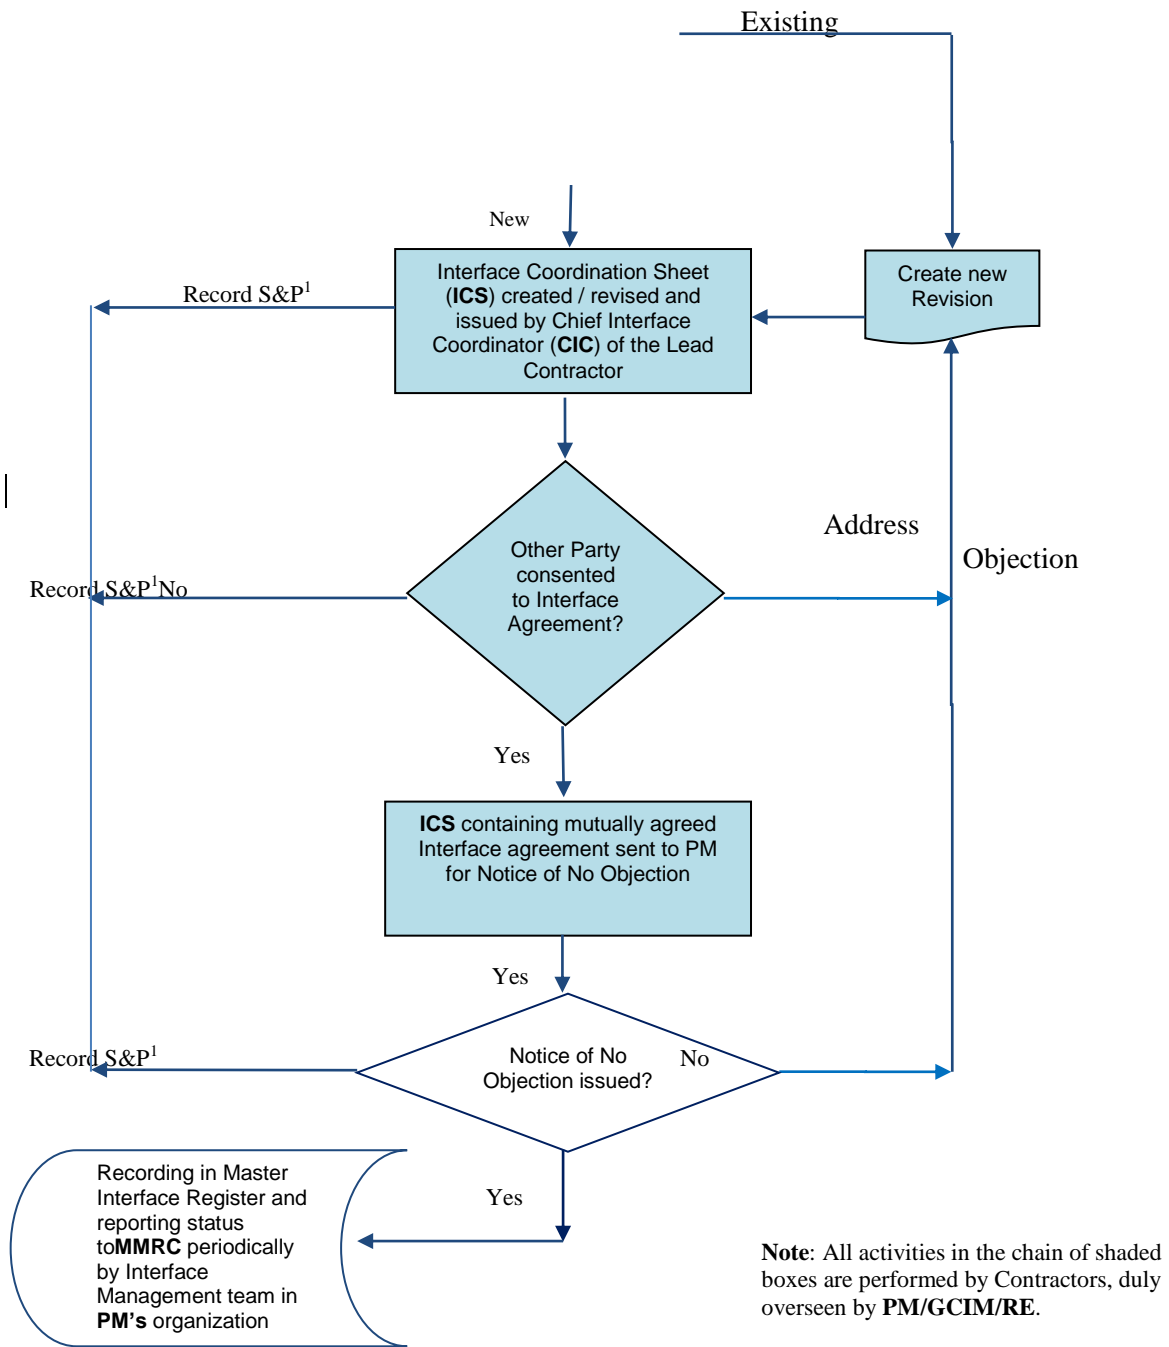 Existing
New
Interface Coordination Sheet
(ICS) created / revised and
issued by Chief Interface
Coordinator (CIC) of the Lead
Contractor
Create new
Revision
Record S&P1
Other Party
consented
to Interface
Agreement?
Address
Objection
Record S&P1No
Yes
ICS containing mutually agreed
Interface agreement sent to PM
for Notice of No Objection
Yes
Notice of No
Objection issued?
No
Record S&P1
Yes
Recording in Master
Interface Register and
reporting status
toMMRC periodically
by Interface
Management team in
PM's organization
Note: All activities in the chain of shaded
boxes are performed by Contractors, duly
overseen by PM/GCIM/RE.